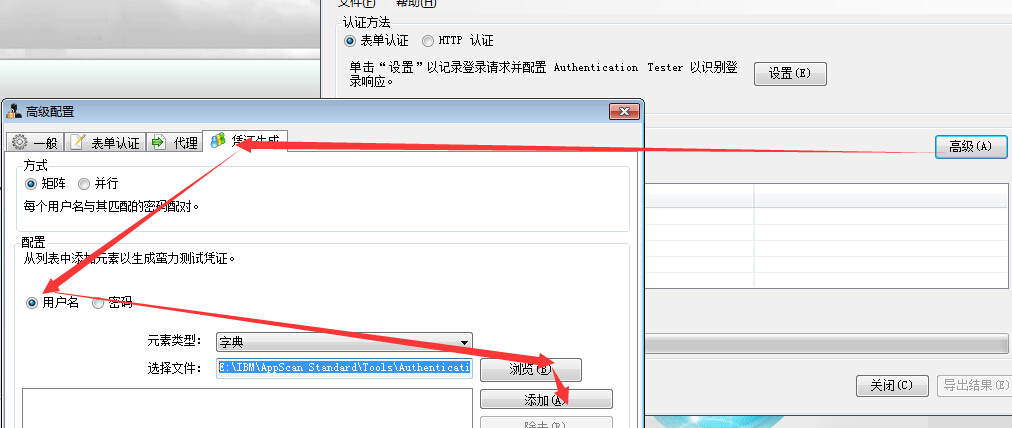 文件(F) 帮助(H)
认证方法
表单认证 HTTP 认证
单击“设置”以记录登录请求并配置 Authentication Tester 以识别登
录响应。
设置(E)
高级(A)
关闭(C) 导出结果(E)
高级配置
一般 表单认证 代理 凭证生成
方式
矩阵 并行
每个用户名与其匹配的密码配对。
配置
从列表中添加元素以生成蛮力测试凭证。
用户名 密码
元素类型: 字典
选择文件: E:\IBM\AppScan Standard\Tools\Authenticati 浏览(B)
添加(A)
除去(R)